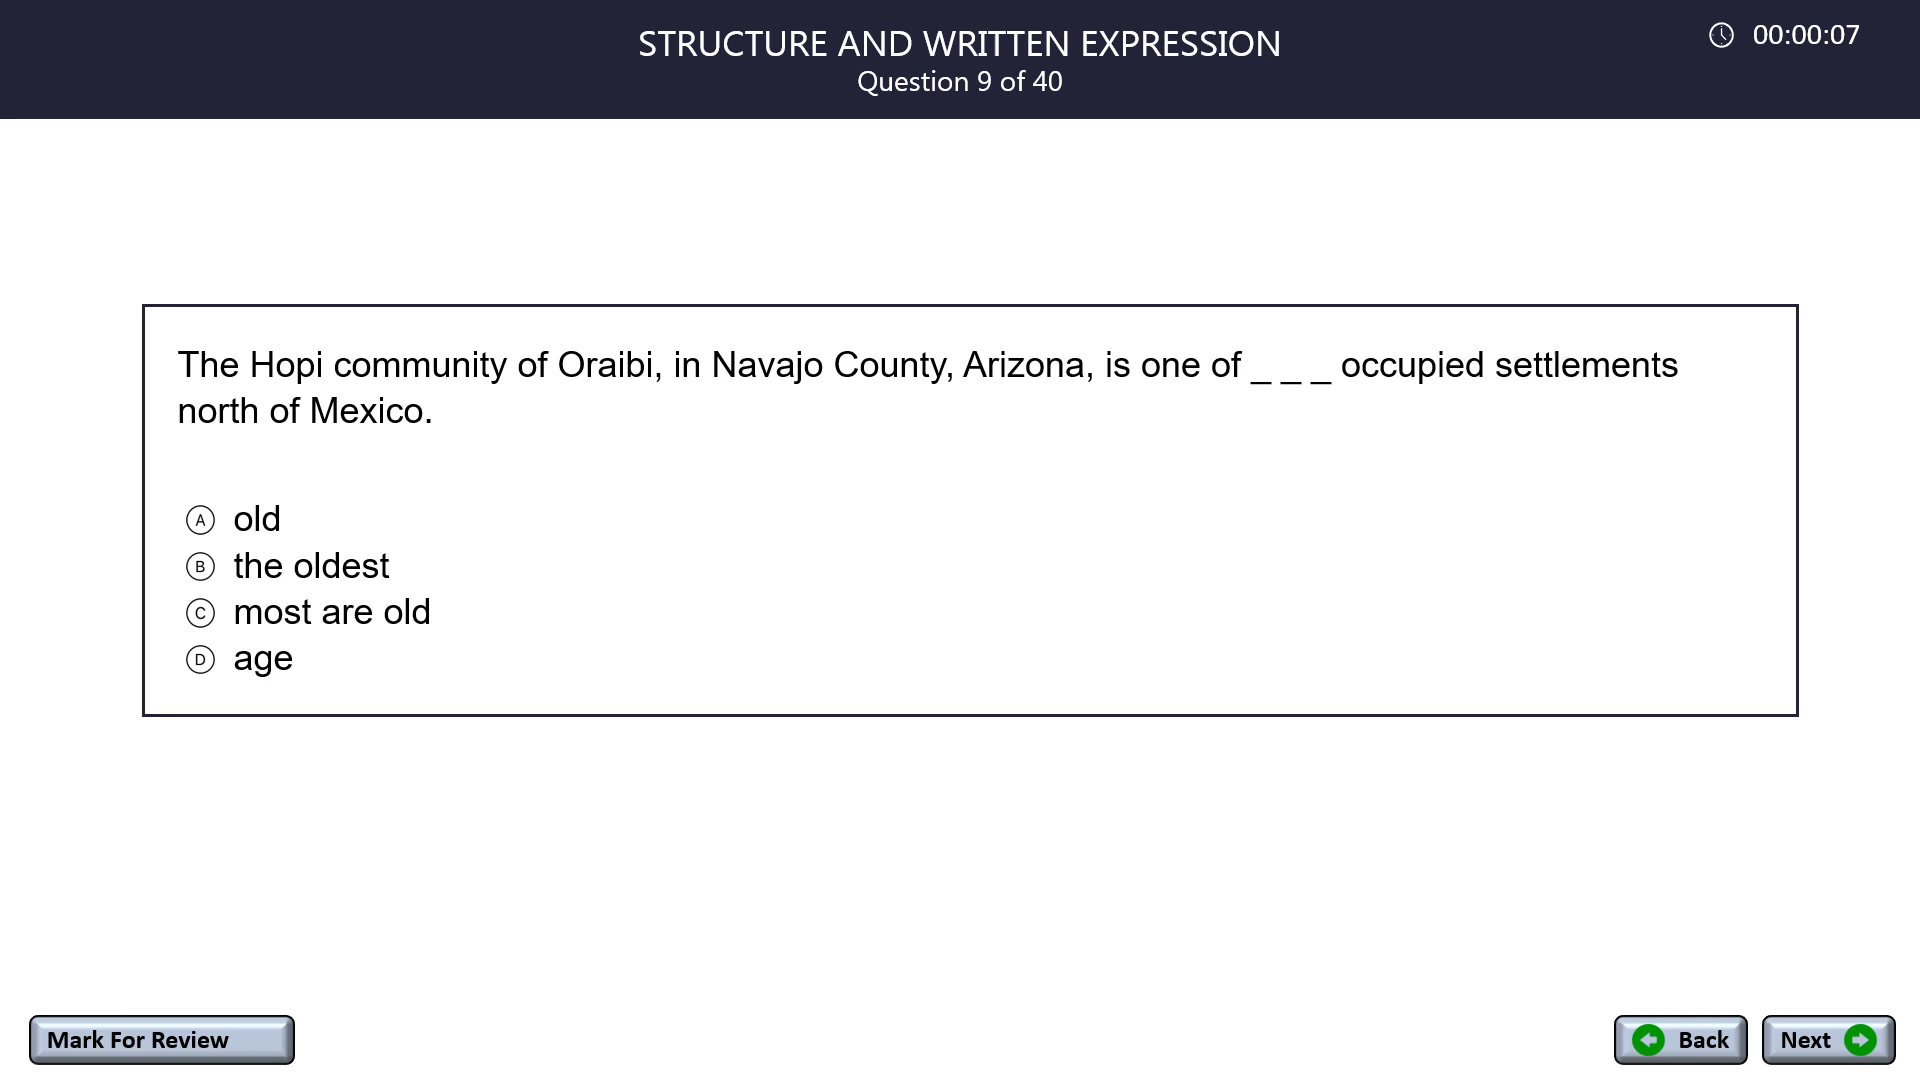 STRUCTURE AND WRITTEN EXPRESSION
Question 9 of 40
00:00:07
The Hopi community of Oraibi, in Navajo County, Arizona, is one of _ _ _ occupied settlements
north of Mexico.
A old
B the oldest
C most are old
D age
Mark For Review
Back
Next